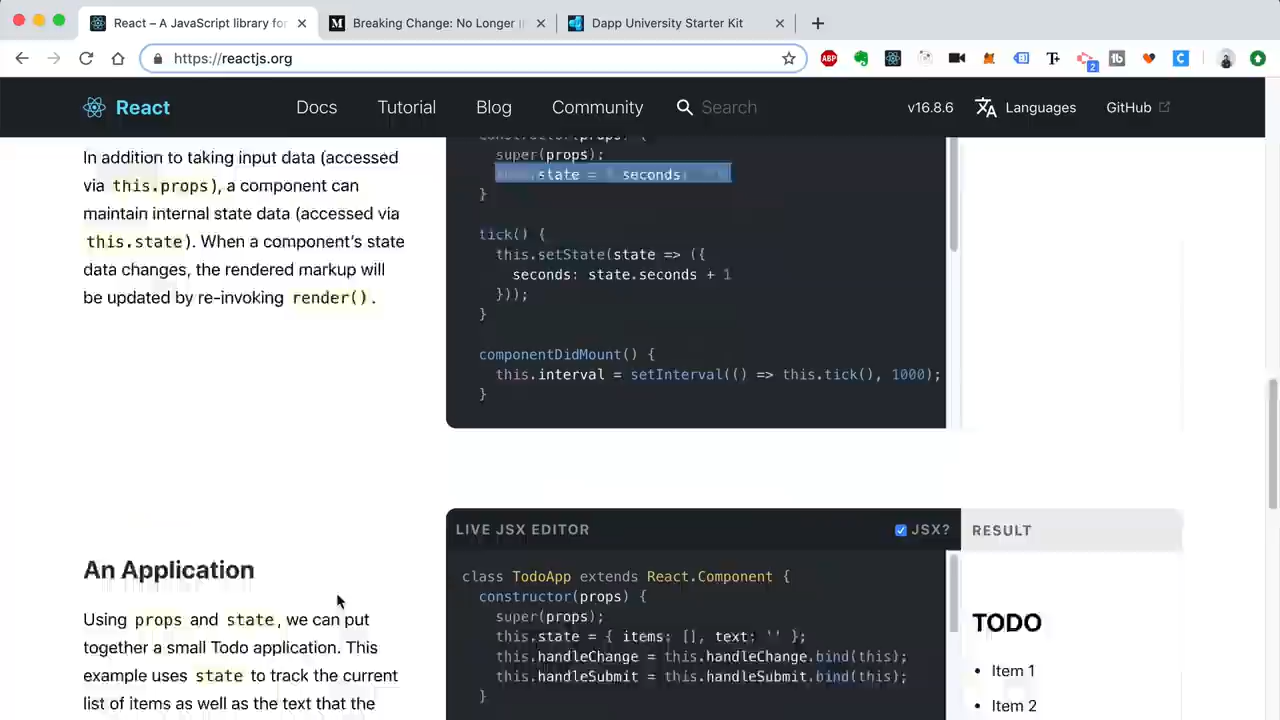 React – A JavaScript library for
Breaking Change: No Longer
Dapp University Starter Kit
https://reactjs.org
ABP
2
React
Docs
Tutorial
Blog
Community
Search
v16.8.6
Languages
GitHub
In addition to taking input data (accessed
via this.props), a component can
maintain internal state data (accessed via
this.state). When a component's state
data changes, the rendered markup will
be updated by re-invoking render().
constructor(props) {
super(props);
state = seconds:
}
tick() {
this.setState(state => ({
seconds: state.seconds + 1
}));
}
componentDidMount() {
this.interval = setInterval(() => this.tick(), 1000);
}
An Application
Using props and state, we can put
together a small Todo application. This
example uses state to track the current
list of items as well as the text that the
LIVE JSX EDITOR
JSX?
class TodoApp extends React.Component {
constructor(props) {
super(props);
this.state = { items: [], text: '' };
this.handleChange = this.handleChange.bind(this);
this.handleSubmit = this.handleSubmit.bind(this);
}
RESULT
TODO
• Item 1
• Item 2